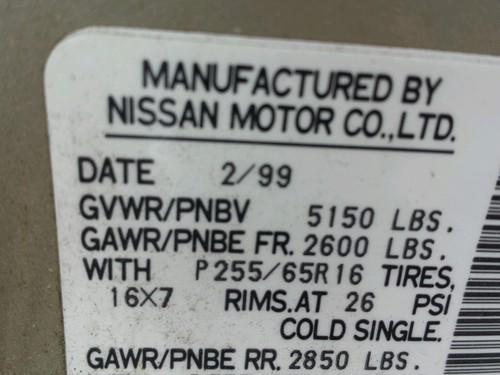 MANUFACTURED BY
NISSAN MOTOR CO.,LTD.
DATE 2/99
GVWR/PNBV 5150 LBS.
GAWR/PNBE FR. 2600 LBS.
WITH P255/65R16 TIRES,
16X7 RIMS.AT 26 PSI
COLD SINGLE.
GAWR/PNBE RR. 2850 LBS.